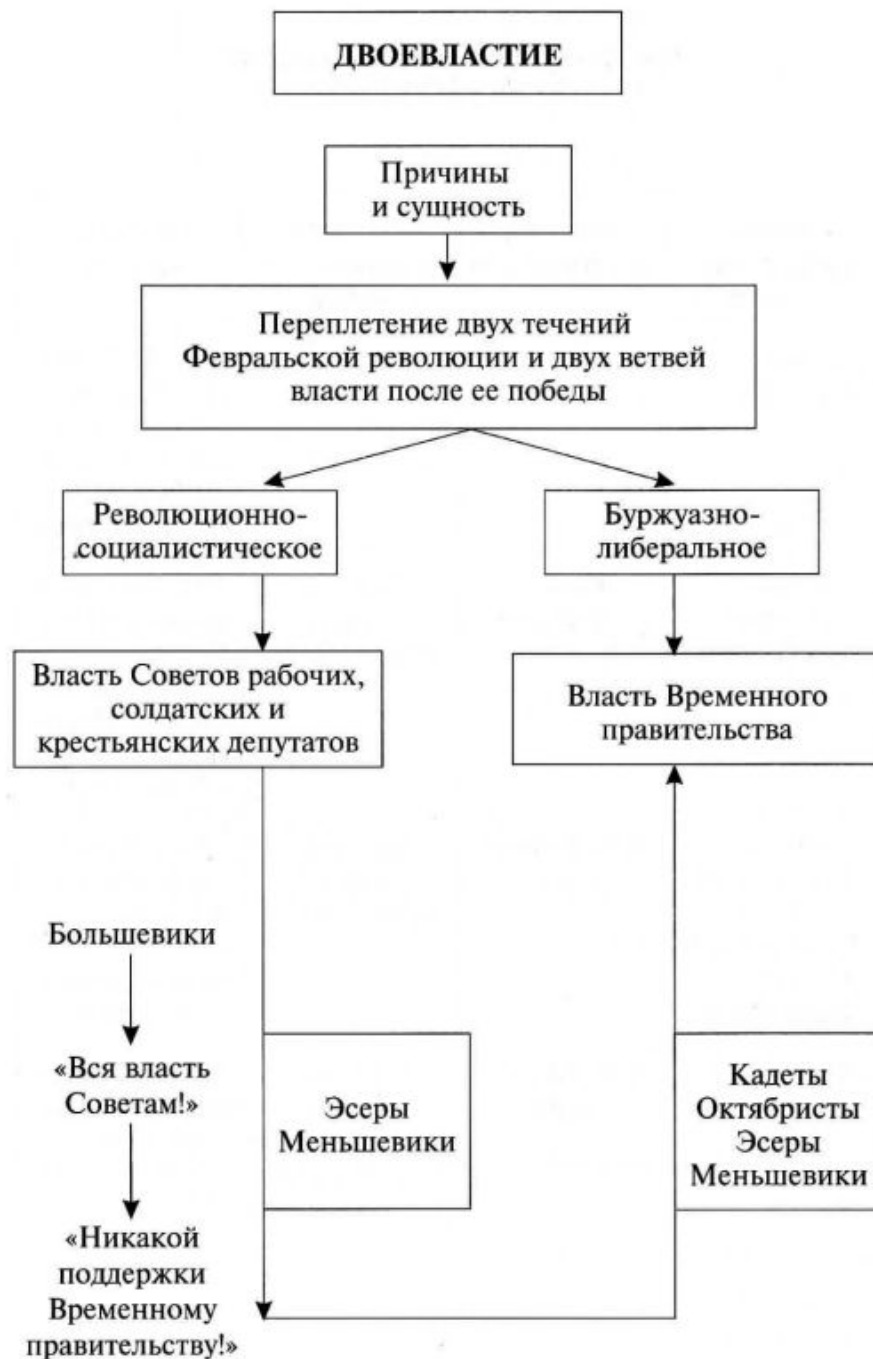 ДВОЕВЛАСТИЕ
Причины
и сущность
Переплетение двух течений
Февральской революции и двух ветвей
власти после ее победы
Революционно-
социалистическое
Буржуазно-
либеральное
Власть Советов рабочих,
солдатских и
крестьянских депутатов
Власть Временного
правительства
Большевики
«Вся власть
Советам!»
«Никакой
поддержки
Временному
правительству!»
Эсеры
Меньшевики
Кадеты
Октябристы
Эсеры
Меньшевики